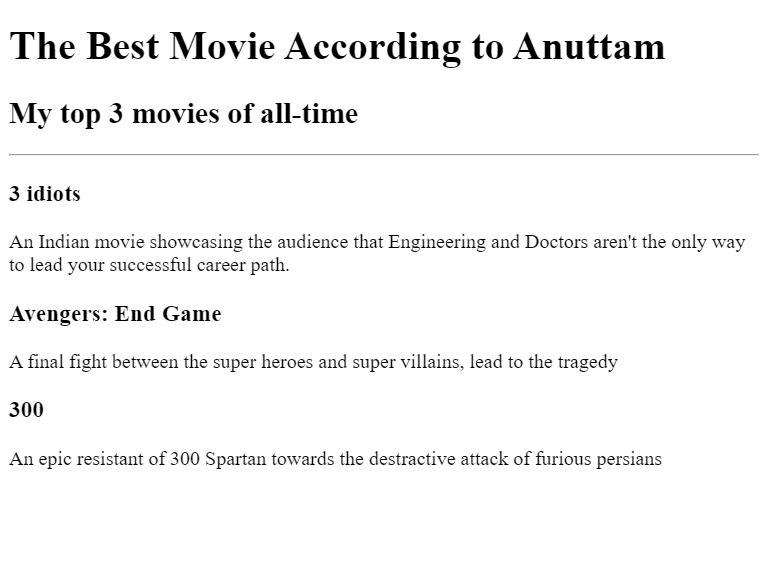 The Best Movie According to Anuttam
My top 3 movies of all-time
3 idiots
An Indian movie showcasing the audience that Engineering and Doctors aren't the only way
to lead your successful career path.
Avengers: End Game
A final fight between the super heroes and super villains, lead to the tragedy
300
An epic resistant of 300 Spartan towards the destractive attack of furious persians